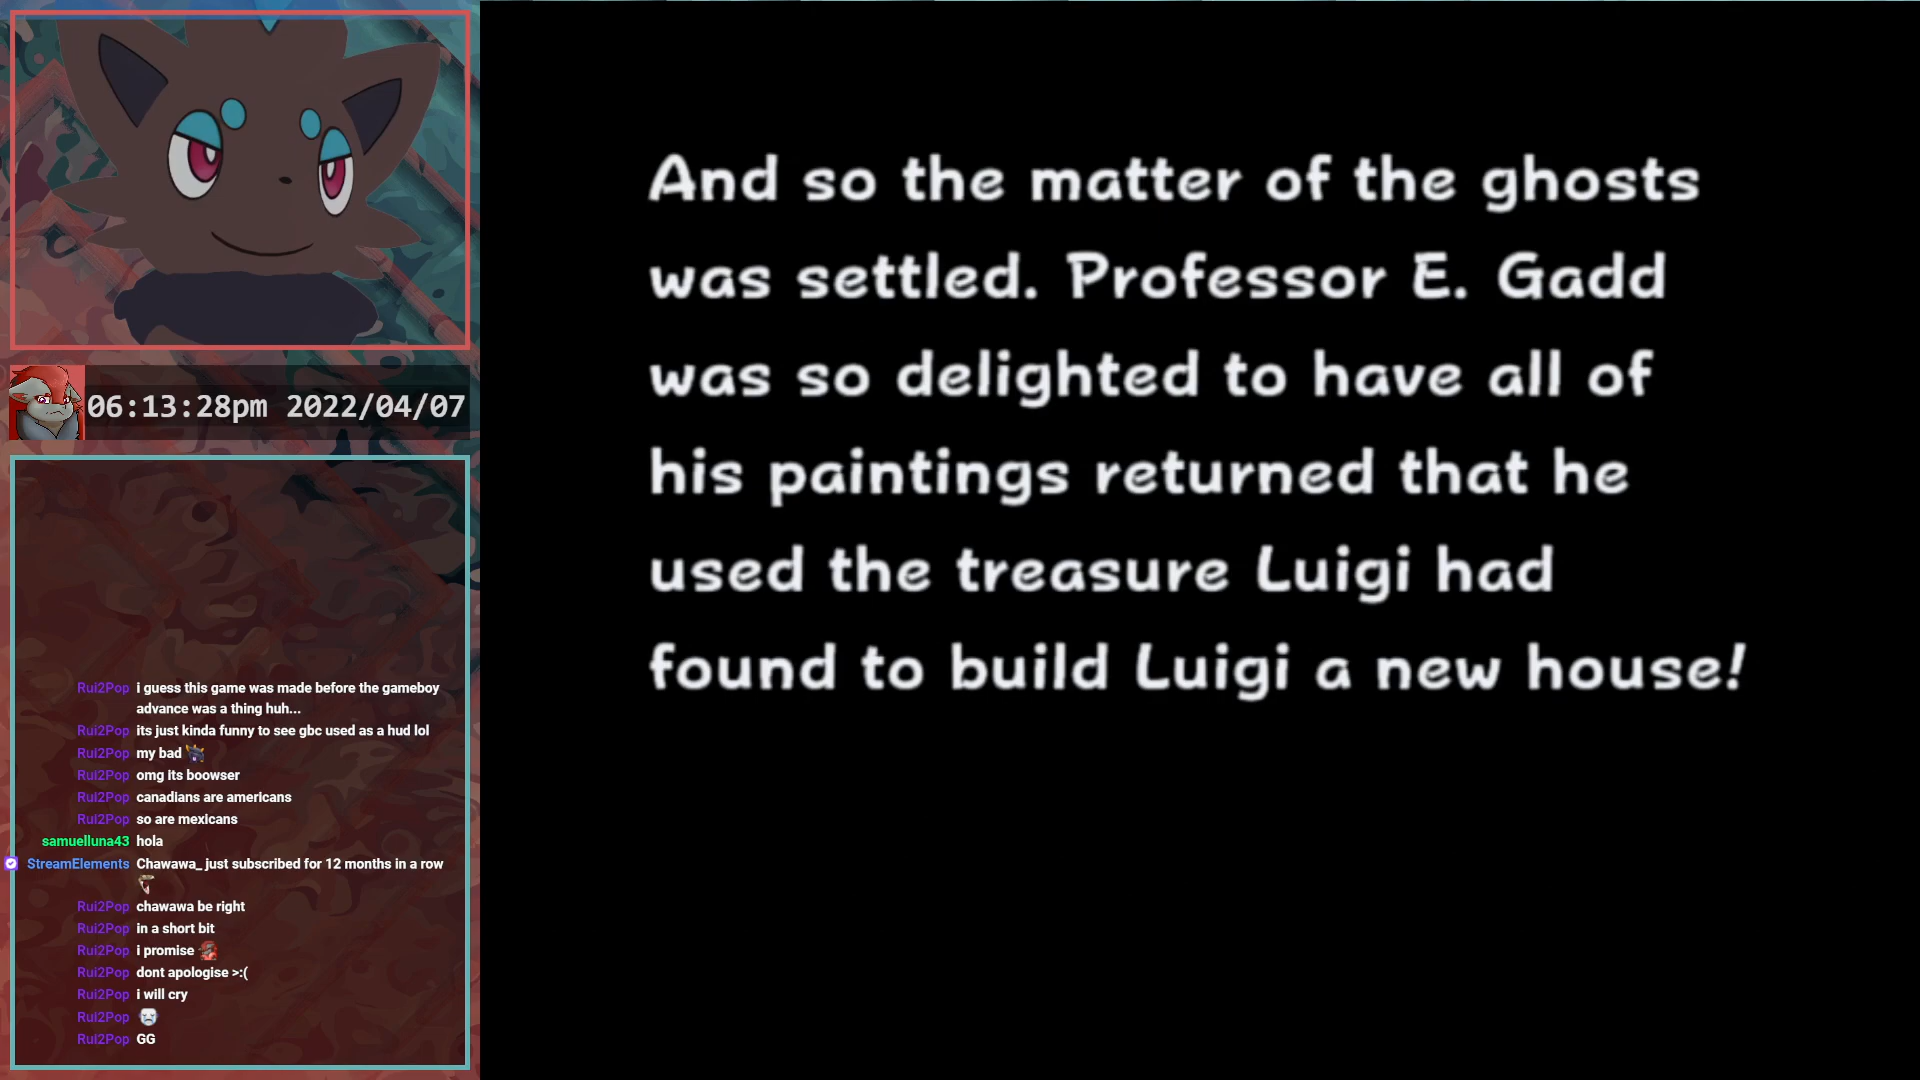 06:13:28pm 2022/04/07
Rui2Pop i guess this game was made before the gameboy
advance was a thing huh...
Rui2Pop its just kinda funny to see gbc used as a hud lol
Rui2Pop my bad
Rui2Pop omg its boowser
Rui2Pop canadians are americans
Rui2Pop so are mexicans
samuelluna43 hola
StreamElements Chawawa_ just subscribed for 12 months in a row
Rui2Pop chawawa be right
Rui2Pop in a short bit
Rui2Pop i promise
Rui2Pop dont apologise >:(
Rui2Pop i will cry
Rui2Pop
Rui2Pop GG
And so the matter of the ghosts
was settled. Professor E. Gadd
was so delighted to have all of
his paintings returned that he
used the treasure Luigi had
found to build Luigi a new house!